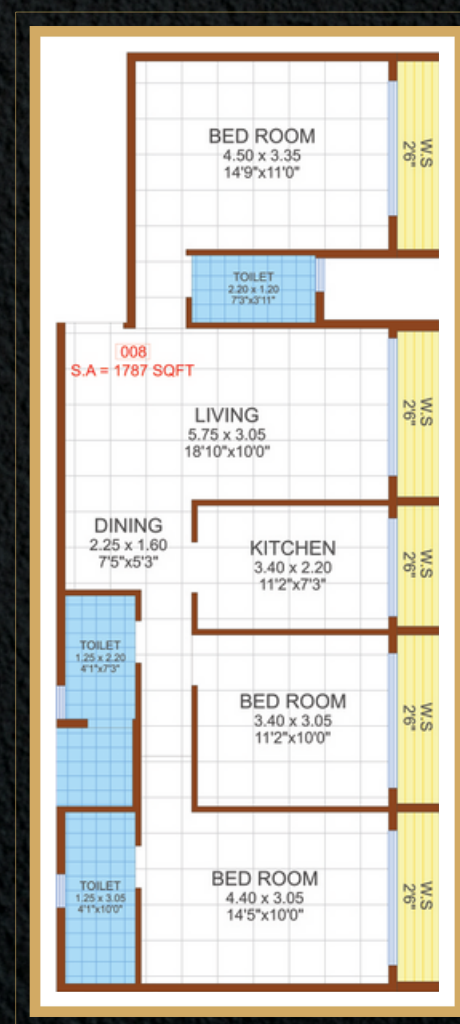 BED ROOM
4.50 x 3.35
14'9"x11'0"
W.S
2'6"
TOILET
2.20 x 1.20
7'3"x3'11"
008
S.A = 1787 SQFT
LIVING
5.75 x 3.05
18'10"x10'0"
W.S
2'6"
DINING
2.25 x 1.60
7'5"x5'3"
KITCHEN
3.40 x 2.20
11'2"x7'3"
W.S
2'6"
TOILET
1.25 x 2.20
4'1"x7'3"
BED ROOM
3.40 x 3.05
11'2"x10'0"
W.S
2'6"
TOILET
1.25 x 3.05
4'1"x10'0"
BED ROOM
4.40 x 3.05
14'5"x10'0"
W.S
2'6"